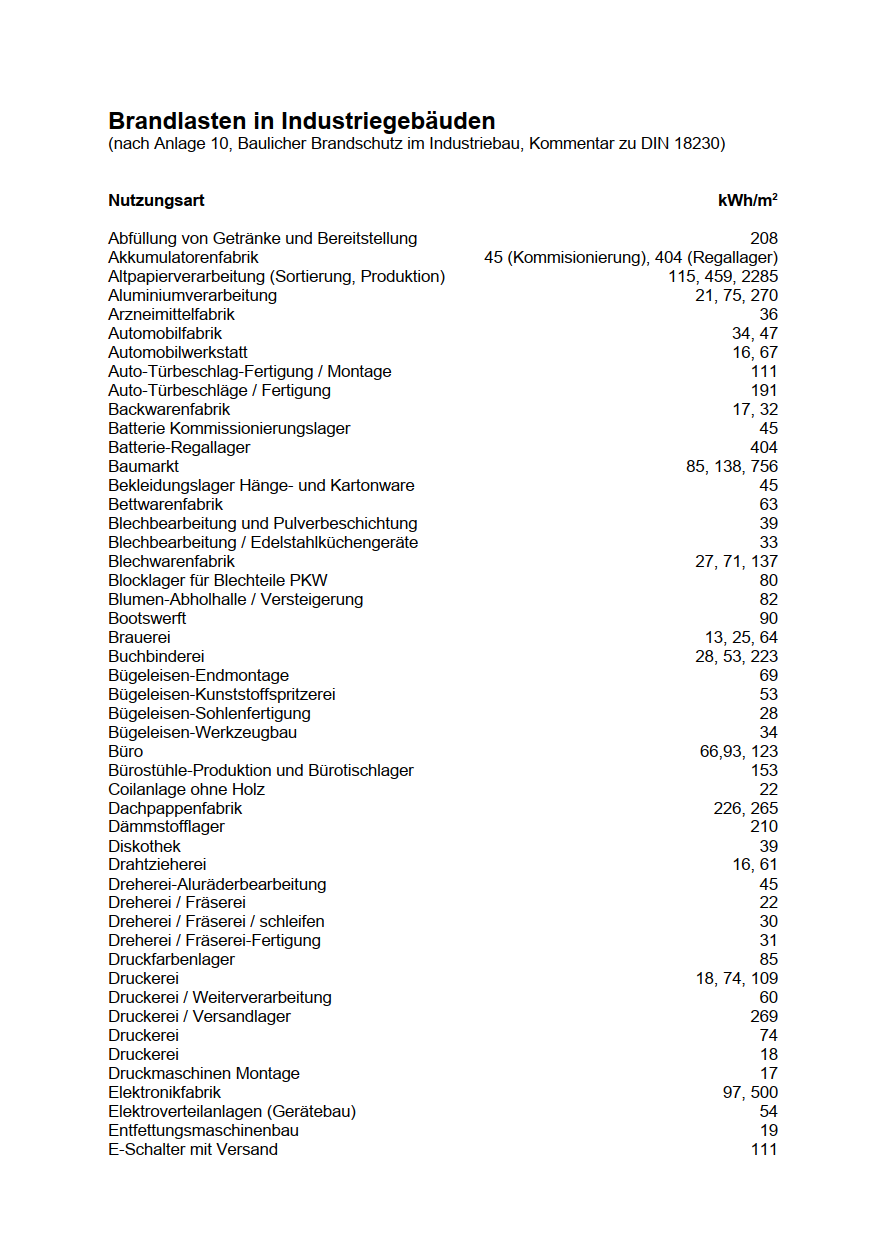 Brandlasten in Industriegebäuden
(nach Anlage 10, Baulicher Brandschutz im Industriebau, Kommentar zu DIN 18230)
Nutzungsart kWh/m²
Abfüllung von Getränke und Bereitstellung 208
Akkumulatorenfabrik 45 (Kommisionierung), 404 (Regallager)
Altpapierverarbeitung (Sortierung, Produktion) 115, 459, 2285
Aluminiumverarbeitung 21, 75, 270
Arzneimittelfabrik 36
Automobilfabrik 34, 47
Automobilwerkstatt 16, 67
Auto-Türbeschlag-Fertigung / Montage 111
Auto-Türbeschläge / Fertigung 191
Backwarenfabrik 17, 32
Batterie Kommissionierungslager 45
Batterie-Regallager 404
Baumarkt 85, 138, 756
Bekleidungslager Hänge- und Kartonware 45
Bettwarenfabrik 63
Blechbearbeitung und Pulverbeschichtung 39
Blechbearbeitung / Edelstahlküchengeräte 33
Blechwarenfabrik 27, 71, 137
Blocklager für Blechteile PKW 80
Blumen-Abholhalle / Versteigerung 82
Bootswerft 90
Brauerei 13, 25, 64
Buchbinderei 28, 53, 223
Bügeleisen-Endmontage 69
Bügeleisen-Kunststoffspritzerei 53
Bügeleisen-Sohlenfertigung 28
Bügeleisen-Werkzeugbau 34
Büro 66,93, 123
Bürostühle-Produktion und Bürotischlager 153
Coilanlage ohne Holz 22
Dachpappenfabrik 226, 265
Dämmstofflager 210
Diskothek 39
Drahtzieherei 16, 61
Dreherei-Aluräderbearbeitung 45
Dreherei / Fräserei 22
Dreherei / Fräserei / schleifen 30
Dreherei / Fräserei-Fertigung 31
Druckfarbenlager 85
Druckerei 18, 74, 109
Druckerei / Weiterverarbeitung 60
Druckerei / Versandlager 269
Druckerei 74
Druckerei 18
Druckmaschinen Montage 17
Elektronikfabrik 97, 500
Elektroverteilanlagen (Gerätebau) 54
Entfettungsmaschinenbau 19
E-Schalter mit Versand 111